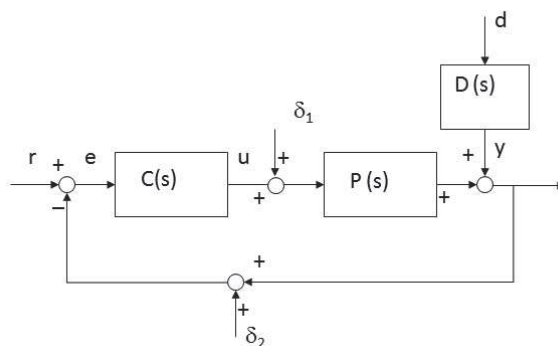 d
D (s)
δ1
r + e C(s) u + + P (s) + + y
−
+
+
δ2